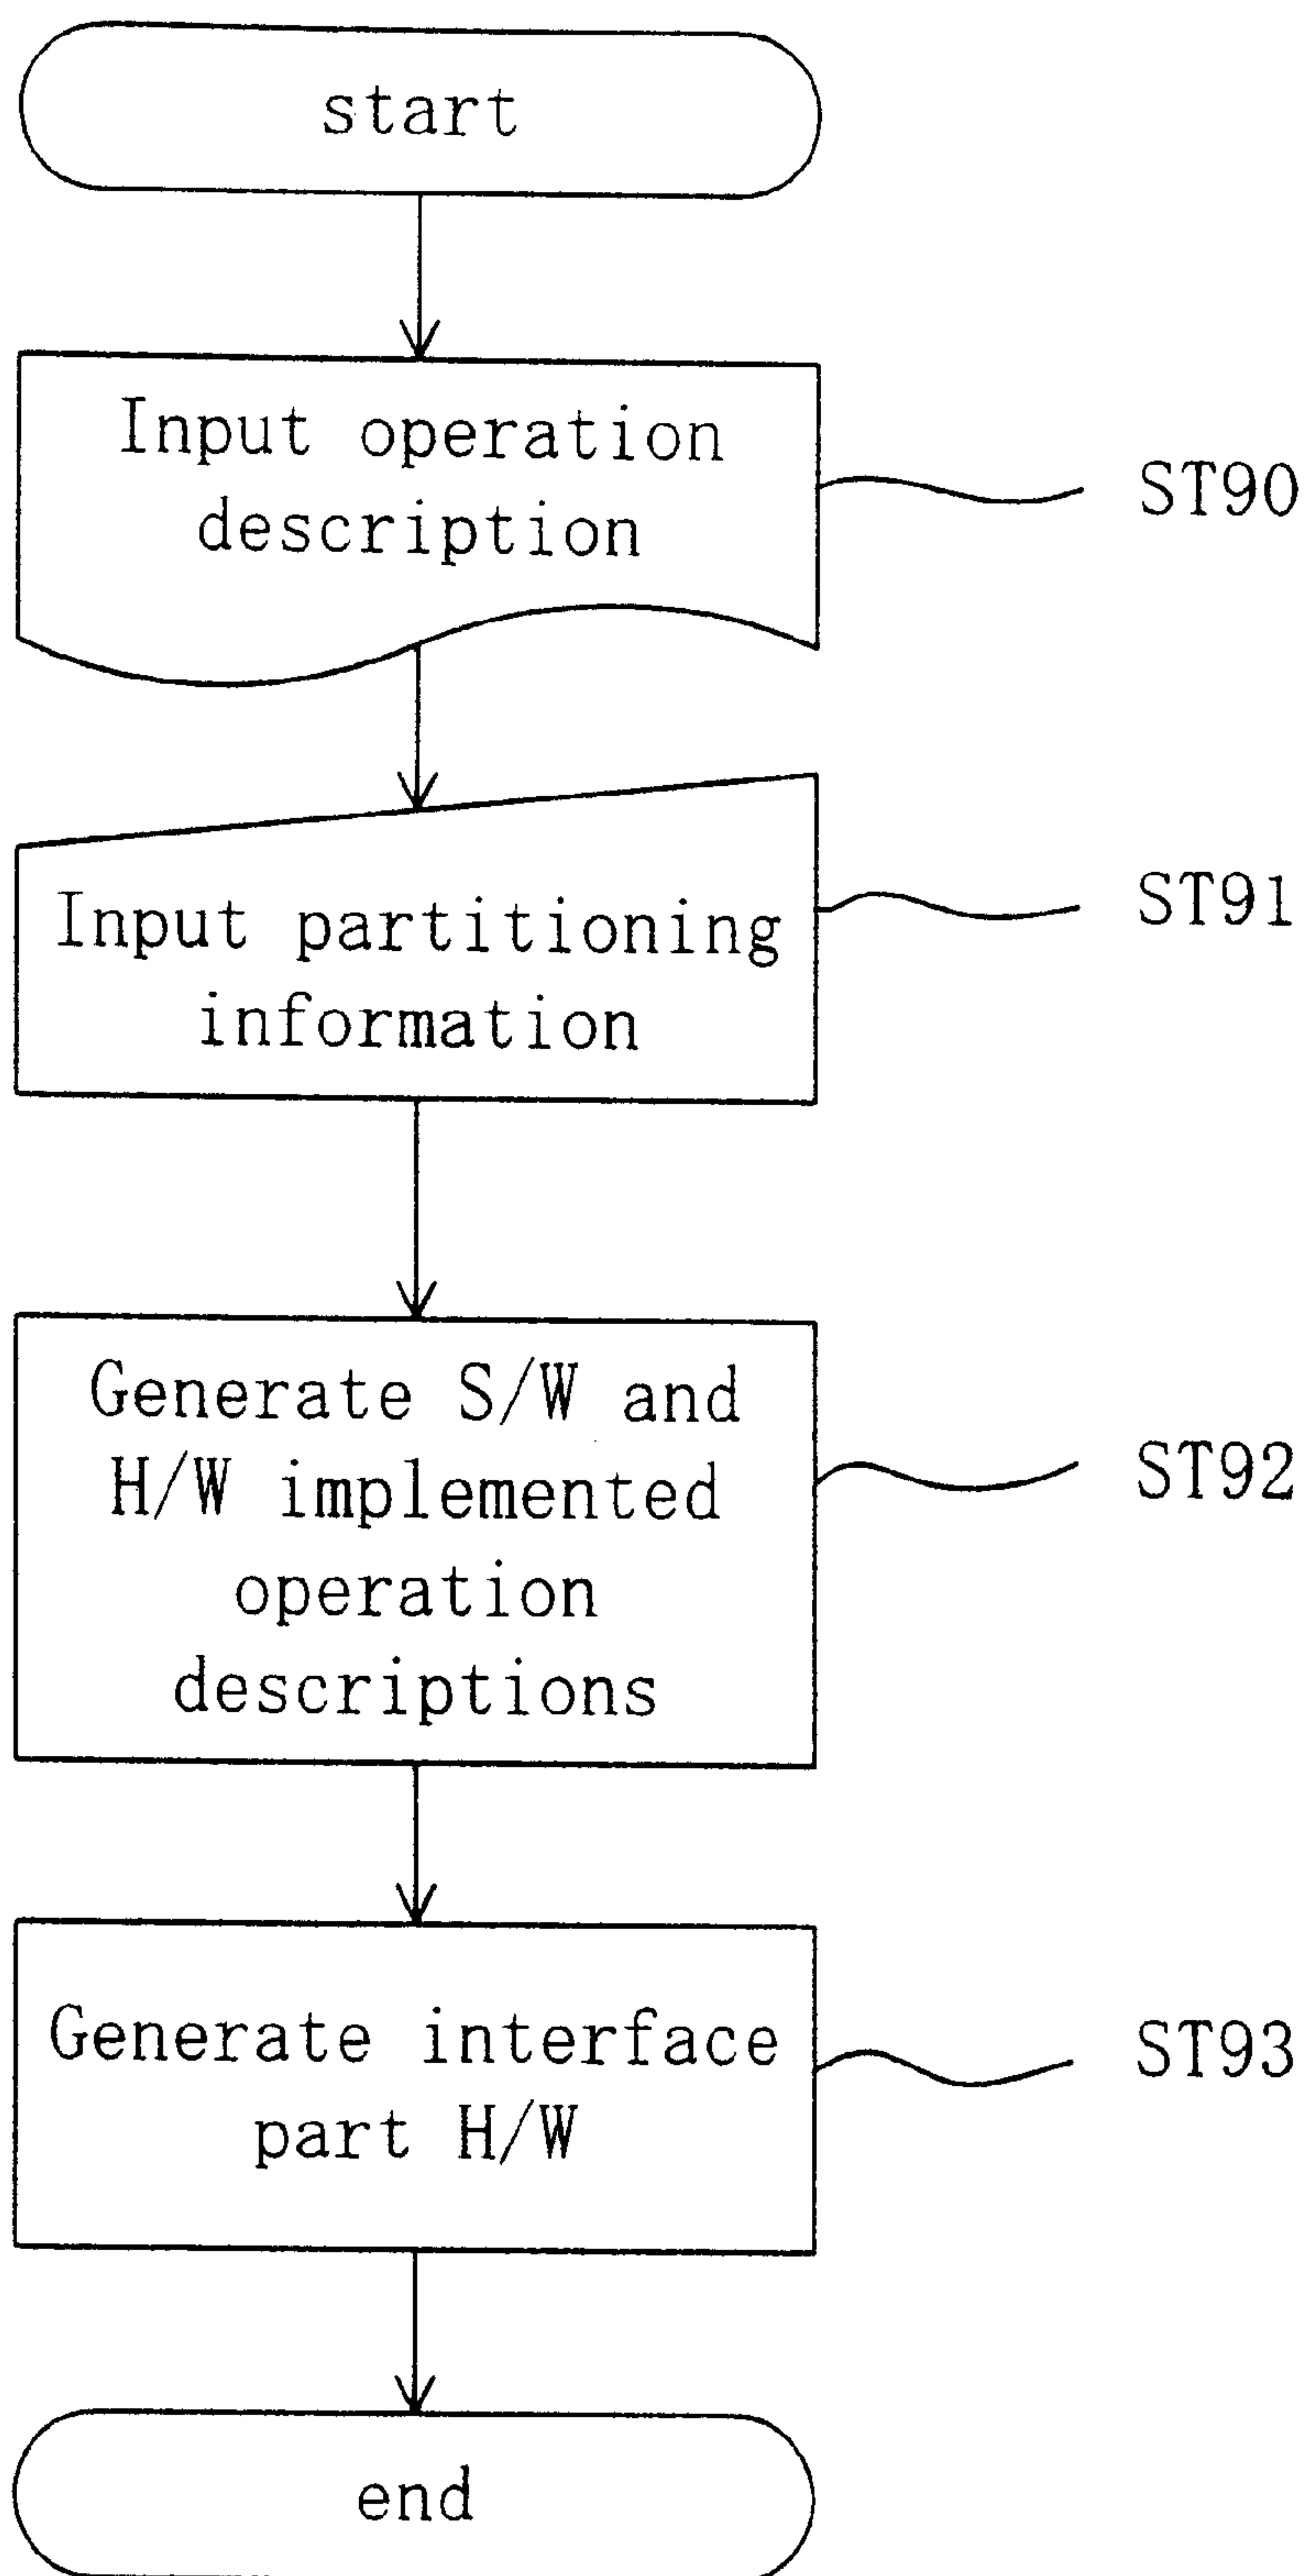 start
Input operation
description
ST90
Input partitioning
information
ST91
Generate S/W and
H/W implemented
operation
descriptions
ST92
Generate interface
part H/W
ST93
end